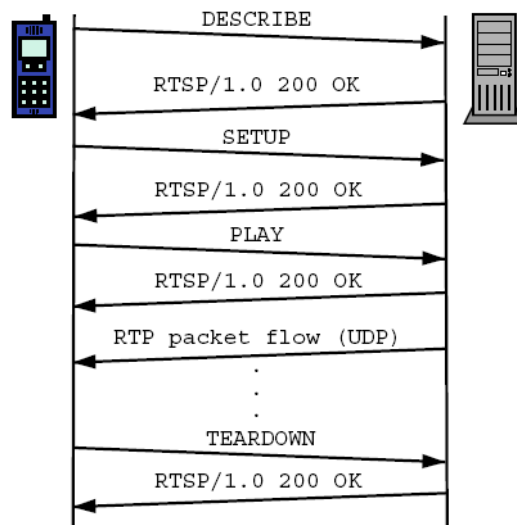 DESCRIBE
RTSP/1.0 200 OK
SETUP
RTSP/1.0 200 OK
PLAY
RTSP/1.0 200 OK
RTP packet flow (UDP)
.
.
.
TEARDOWN
RTSP/1.0 200 OK